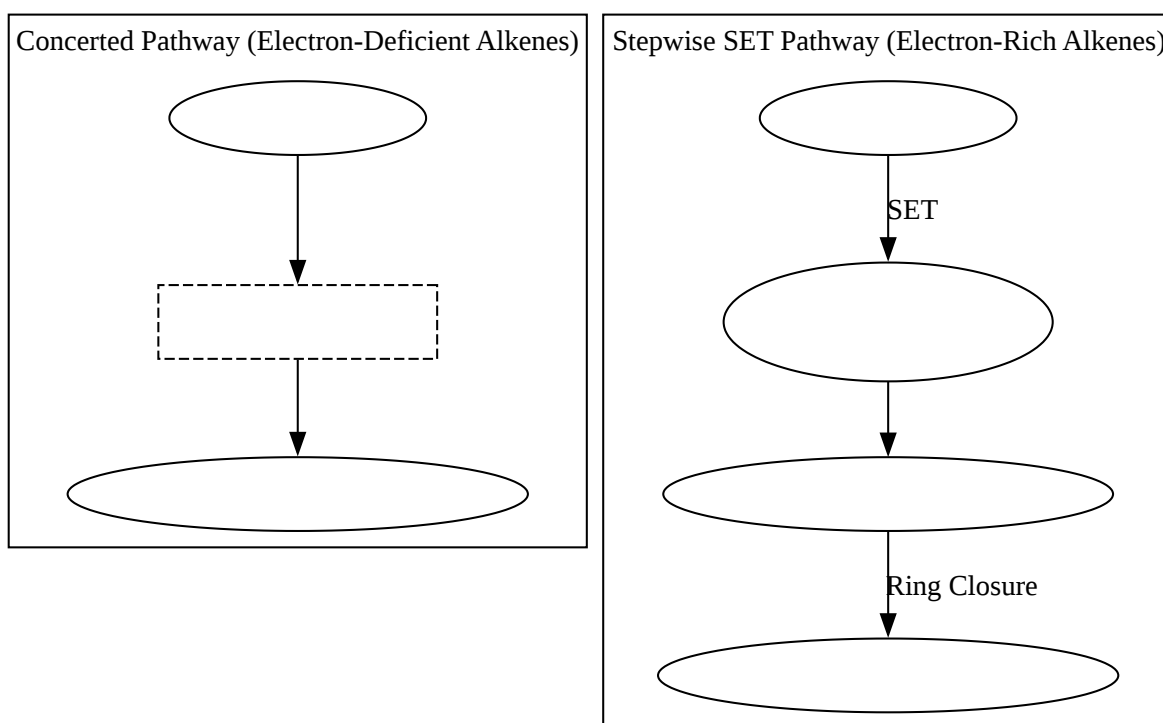 Concerted Pathway (Electron-Deficient Alkenes)
Stepwise SET Pathway (Electron-Rich Alkenes)
SET
Ring Closure